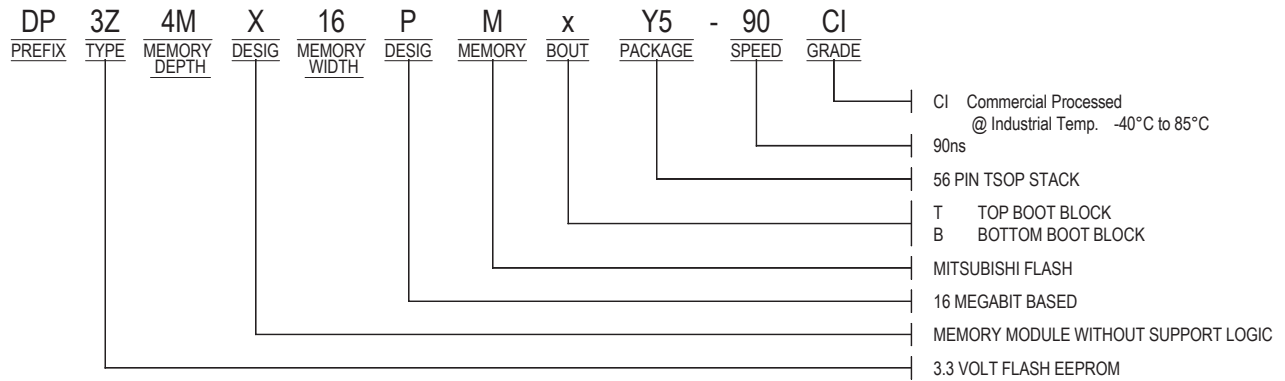 DP 3Z 4M X 16 P M x Y5 - 90 CI
PREFIX TYPE MEMORY DEPTH DESIG MEMORY WIDTH DESIG MEMORY BOUT PACKAGE SPEED GRADE
CI Commercial Processed
@ Industrial Temp. -40°C to 85°C
90ns
56 PIN TSOP STACK
T TOP BOOT BLOCK
B BOTTOM BOOT BLOCK
MITSUBISHI FLASH
16 MEGABIT BASED
MEMORY MODULE WITHOUT SUPPORT LOGIC
3.3 VOLT FLASH EEPROM